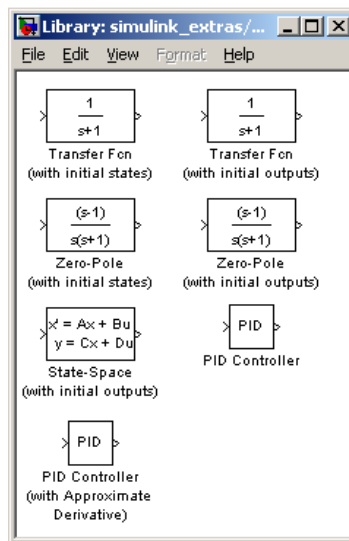 Library: simulink_extras/...
File Edit View Format Help
1
s+1
1
s+1
Transfer Fcn
(with initial states)
Transfer Fcn
(with initial outputs)
(s-1)
s(s+1)
(s-1)
s(s+1)
Zero-Pole
(with initial states)
Zero-Pole
(with initial outputs)
x' = Ax + Bu
y = Cx + Du
PID
State-Space
(with initial outputs)
PID Controller
PID
PID Controller
(with Approximate
Derivative)